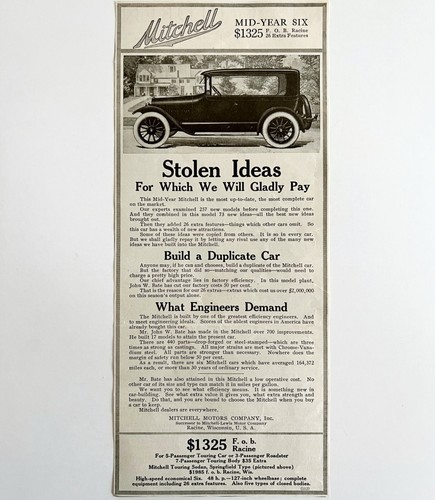 Mitchell
MID-YEAR SIX
$1325 F. O. B. Racine
26 Extra Features
Stolen Ideas
For Which We Will Gladly Pay
This Mid-Year Mitchell is the most up-to-date, the most complete car
on the market.
Our experts examined 257 new models before completing this one.
And they combined in this model 73 new ideas—all the best new ideas
brought out.
Then they added 26 extra features—things which other cars omit. So
this car has a wealth of new attractions.
Some of these ideas were copied from others. It is so in every car.
But we shall gladly repay it by letting any rival use any of the many new
ideas we have built into the Mitchell.
Build a Duplicate Car
Anyone may, if he can and chooses, build a duplicate of the Mitchell car.
But the factory that did so—matching our qualities—would need to
charge a pretty high price.
Our chief advantage lies in factory efficiency. In this model plant,
John W. Bate has cut our factory costs 50 per cent.
That is the reason for our 26 extras—extras which cost us over $2,000,000
on this season's output alone.
What Engineers Demand
The Mitchell is built by one of the greatest efficiency engineers. And
to meet engineering ideals. Scores of the ablest engineers in America have
already bought this car.
Mr. John W. Bate has made in the Mitchell over 700 improvements.
He built 17 models to attain the present car.
There are 440 parts—drop-forged or steel-stamped—which are three
times as strong as castings. All major strains are met with Chrome-Vana-
dium steel. All parts are stronger than necessary. Nowhere does the
margin of safety run below 50 per cent.
As a result, there are six Mitchell cars which have averaged 164,372
miles each, or more than 30 years of ordinary service.
Mr. Bate has also attained in this Mitchell a low operative cost. No
other car of its size and type can match it in miles per gallon.
We want you to see what efficiency means. It is something new in
car-building. See what extra value it gives you, what extra strength and
beauty. Do that, and you are bound to choose the Mitchell when you buy
a car to keep.
Mitchell dealers are everywhere.
MITCHELL MOTORS COMPANY, Inc.
Successor to Mitchell-Lewis Motor Company
Racine, Wisconsin, U. S. A.
$1325 F. o. b.
Racine
For 5-Passenger Touring Car or 3-Passenger Roadster
7-Passenger Touring Body $35 Extra
Mitchell Touring Sedan, Springfield Type (pictured above)
$1985 f. o. b. Racine, Wis.
High-speed economical Six. 48 h. p.—127-inch wheelbase; complete
equipment including 26 extra features. Also five types of closed bodies.